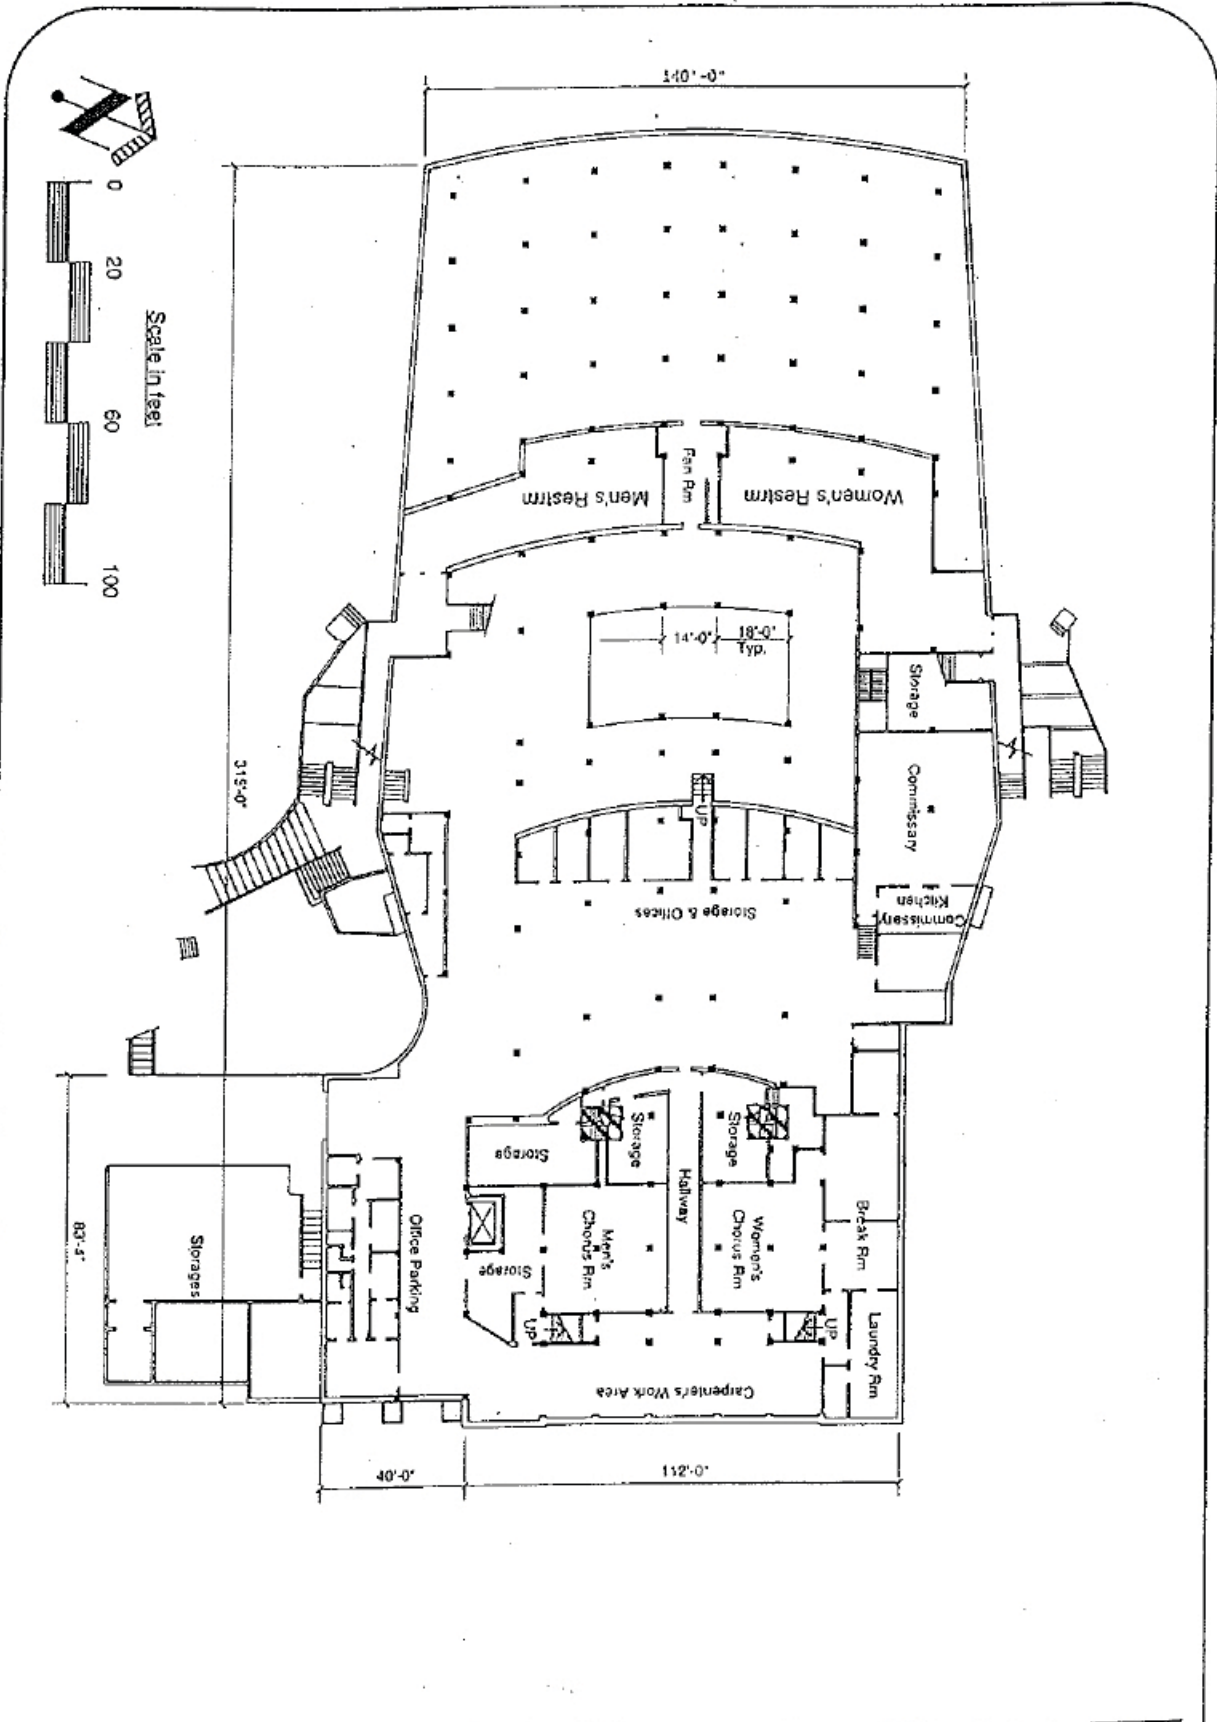 140'-0"
0
20
60
100
Scale in feet
Men's Restrm
Fan Rm
Women's Restrm
14'-0"
18'-0"
Typ.
Storage
Commissary
Commissary
Kitchen
315'-0"
UP
Storage & Offices
Storage
Storage
Storage
Hallway
Men's
Chorus Rm
Women's
Chorus Rm
Break Rm
Storage
Office Parking
Storages
83'-4"
UP
UP
Laundry Rm
Carpenter's Work Area
40'-0"
112'-0"